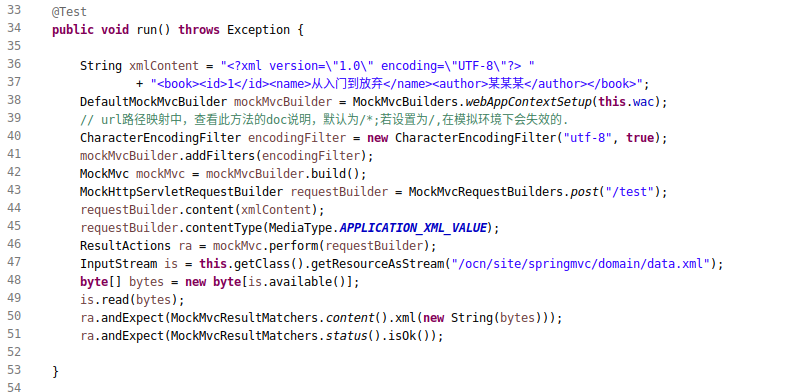 33 @Test
34 public void run() throws Exception {
35
36 String xmlContent = "<?xml version=\"1.0\" encoding=\"UTF-8\"?> "
37 + "<book><id>1</id><name>从入门到放弃</name><author>某某某</author></book>";
38 DefaultMockMvcBuilder mockMvcBuilder = MockMvcBuilders.webAppContextSetup(this.wac);
39 // url路径映射中，查看此方法的doc说明，默认为/*;若设置为/,在模拟环境下会失效的.
40 CharacterEncodingFilter encodingFilter = new CharacterEncodingFilter("utf-8", true);
41 mockMvcBuilder.addFilters(encodingFilter);
42 MockMvc mockMvc = mockMvcBuilder.build();
43 MockHttpServletRequestBuilder requestBuilder = MockMvcRequestBuilders.post("/test");
44 requestBuilder.content(xmlContent);
45 requestBuilder.contentType(MediaType.APPLICATION_XML_VALUE);
46 ResultActions ra = mockMvc.perform(requestBuilder);
47 InputStream is = this.getClass().getResourceAsStream("/ocn/site/springmvc/domain/data.xml");
48 byte[] bytes = new byte[is.available()];
49 is.read(bytes);
50 ra.andExpect(MockMvcResultMatchers.content().xml(new String(bytes)));
51 ra.andExpect(MockMvcResultMatchers.status().isOk());
52
53 }
54